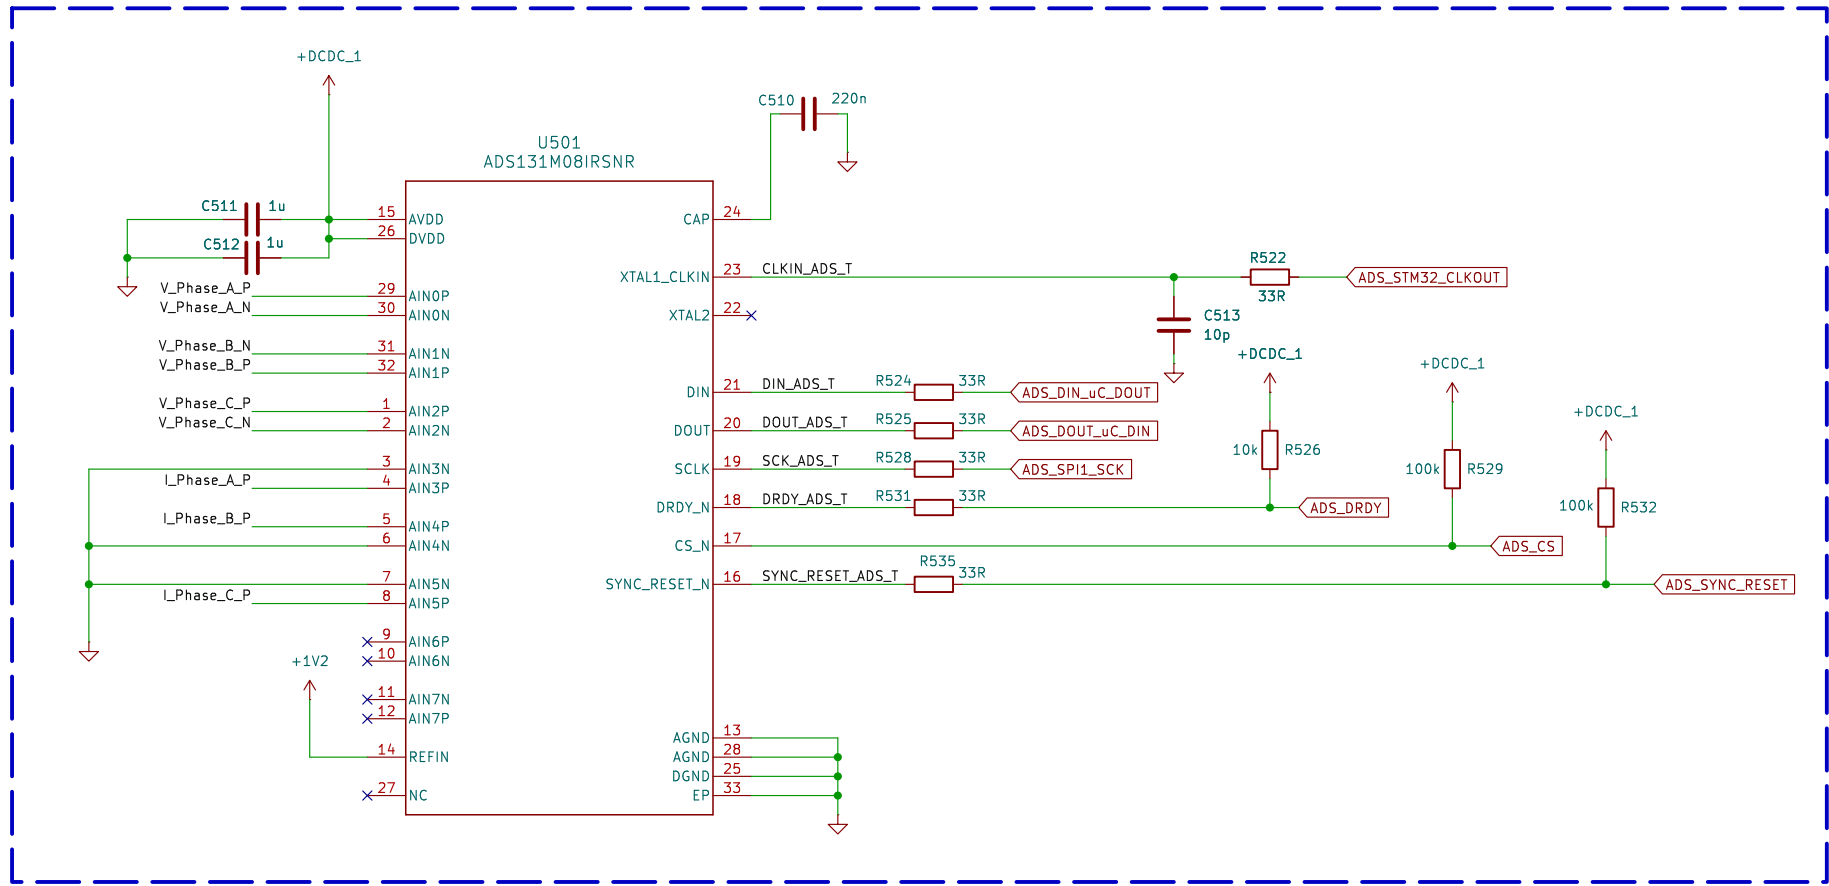 +DCDC_1
C510
220n
U501
ADS131M08IRSNR
C511
1u
C512
1u
15
AVDD
26
DVDD
V_Phase_A_P
29
AIN0P
V_Phase_A_N
30
AIN0N
V_Phase_B_N
31
AIN1N
V_Phase_B_P
32
AIN1P
V_Phase_C_P
1
AIN2P
V_Phase_C_N
2
AIN2N
3
AIN3N
I_Phase_A_P
4
AIN3P
I_Phase_B_P
5
AIN4P
6
AIN4N
7
AIN5N
I_Phase_C_P
8
AIN5P
9
AIN6P
10
AIN6N
+1V2
11
AIN7N
12
AIN7P
14
REFIN
27
NC
CAP
24
XTAL1_CLKIN
23
CLKIN_ADS_T
R522
33R
ADS_STM32_CLKOUT
XTAL2
22
C513
10p
DIN
21
DIN_ADS_T
R524
33R
ADS_DIN_uC_DOUT
DOUT
20
DOUT_ADS_T
R525
33R
ADS_DOUT_uC_DIN
SCLK
19
SCK_ADS_T
R528
33R
ADS_SPI1_SCK
DRDY_N
18
DRDY_ADS_T
R531
33R
+DCDC_1
10k
R526
ADS_DRDY
CS_N
17
+DCDC_1
100k
R529
ADS_CS
SYNC_RESET_N
16
SYNC_RESET_ADS_T
R535
33R
+DCDC_1
100k
R532
ADS_SYNC_RESET
AGND
13
AGND
28
DGND
25
EP
33